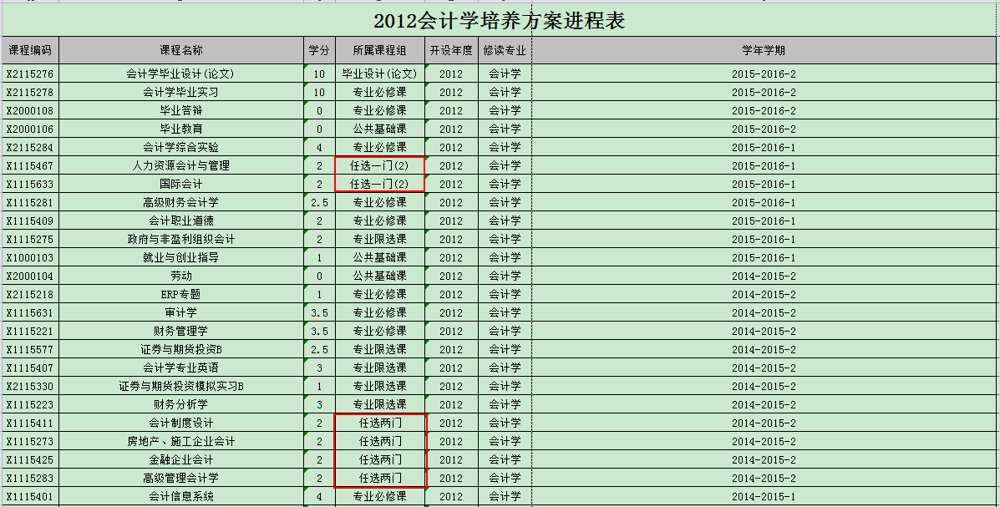 2012会计学培养方案进程表
课程编码 课程名称 学分 所属课程组 开设年度 修读专业 学年学期
X2115276 会计学毕业设计(论文) 10 毕业设计(论文) 2012 会计学 2015-2016-2
X2115278 会计学毕业实习 10 专业必修课 2012 会计学 2015-2016-2
X2000108 毕业答辩 0 专业必修课 2012 会计学 2015-2016-2
X2000106 毕业教育 0 公共基础课 2012 会计学 2015-2016-2
X2115284 会计学综合实验 4 专业必修课 2012 会计学 2015-2016-1
X1115467 人力资源会计与管理 2 任选一门(2) 2012 会计学 2015-2016-1
X1115633 国际会计 2 任选一门(2) 2012 会计学 2015-2016-1
X1115281 高级财务会计学 2.5 专业必修课 2012 会计学 2015-2016-1
X1115409 会计职业道德 2 专业必修课 2012 会计学 2015-2016-1
X1115275 政府与非盈利组织会计 2 专业限选课 2012 会计学 2015-2016-1
X1000103 就业与创业指导 1 公共基础课 2012 会计学 2015-2016-1
X2000104 劳动 0 公共基础课 2012 会计学 2014-2015-2
X2115218 ERP专题 1 专业必修课 2012 会计学 2014-2015-2
X1115631 审计学 3.5 专业必修课 2012 会计学 2014-2015-2
X1115221 财务管理学 3.5 专业必修课 2012 会计学 2014-2015-2
X1115577 证券与期货投资B 2.5 专业限选课 2012 会计学 2014-2015-2
X1115407 会计学专业英语 3 专业限选课 2012 会计学 2014-2015-2
X2115330 证券与期货投资模拟实习B 1 专业限选课 2012 会计学 2014-2015-2
X1115223 财务分析学 3 专业限选课 2012 会计学 2014-2015-2
X1115411 会计制度设计 2 任选两门 2012 会计学 2014-2015-2
X1115273 房地产、施工企业会计 2 任选两门 2012 会计学 2014-2015-2
X1115425 金融企业会计 2 任选两门 2012 会计学 2014-2015-2
X1115283 高级管理会计学 2 任选两门 2012 会计学 2014-2015-2
X1115401 会计信息系统 4 专业必修课 2012 会计学 2014-2015-1